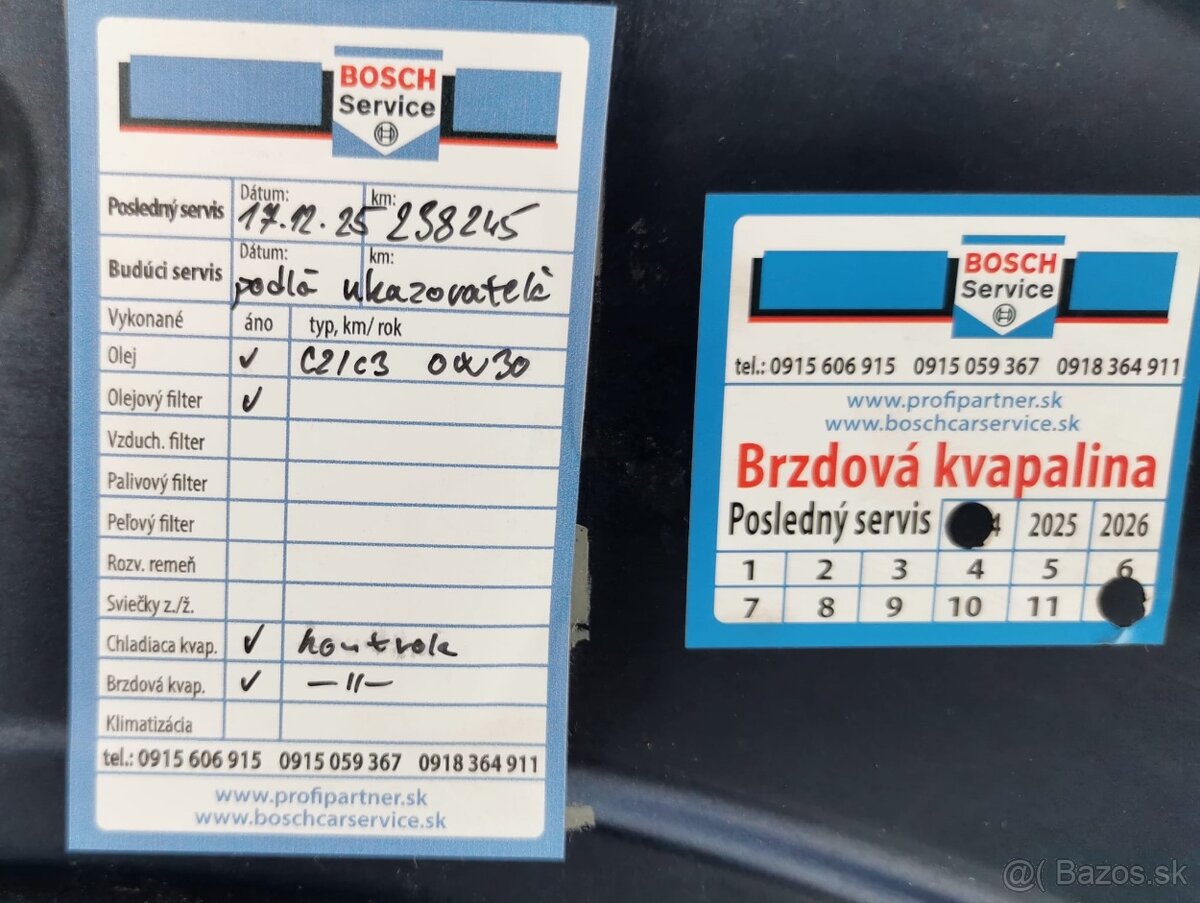 BOSCH
Service
Posledný servis Dátum: 17.12.25 km: 238245
Budúci servis Dátum: km: podľa ukazovateľa
Vykonané áno typ, km/ rok
Olej ✓ C2/C3 0W30
Olejový filter ✓
Vzduch. filter
Palivový filter
Peľový filter
Rozv. remeň
Sviečky z./ž.
Chladiaca kvap. ✓ kontrola
Brzdová kvap. ✓ —11—
Klimatizácia
tel.: 0915 606 915 0915 059 367 0918 364 911
www.profipartner.sk
www.boschcarservice.sk
BOSCH
Service
tel.: 0915 606 915 0915 059 367 0918 364 911
www.profipartner.sk
www.boschcarservice.sk
Brzdová kvapalina
Posledný servis 4 2025 2026
1 2 3 4 5 6
7 8 9 10 11
@( Bazos.sk